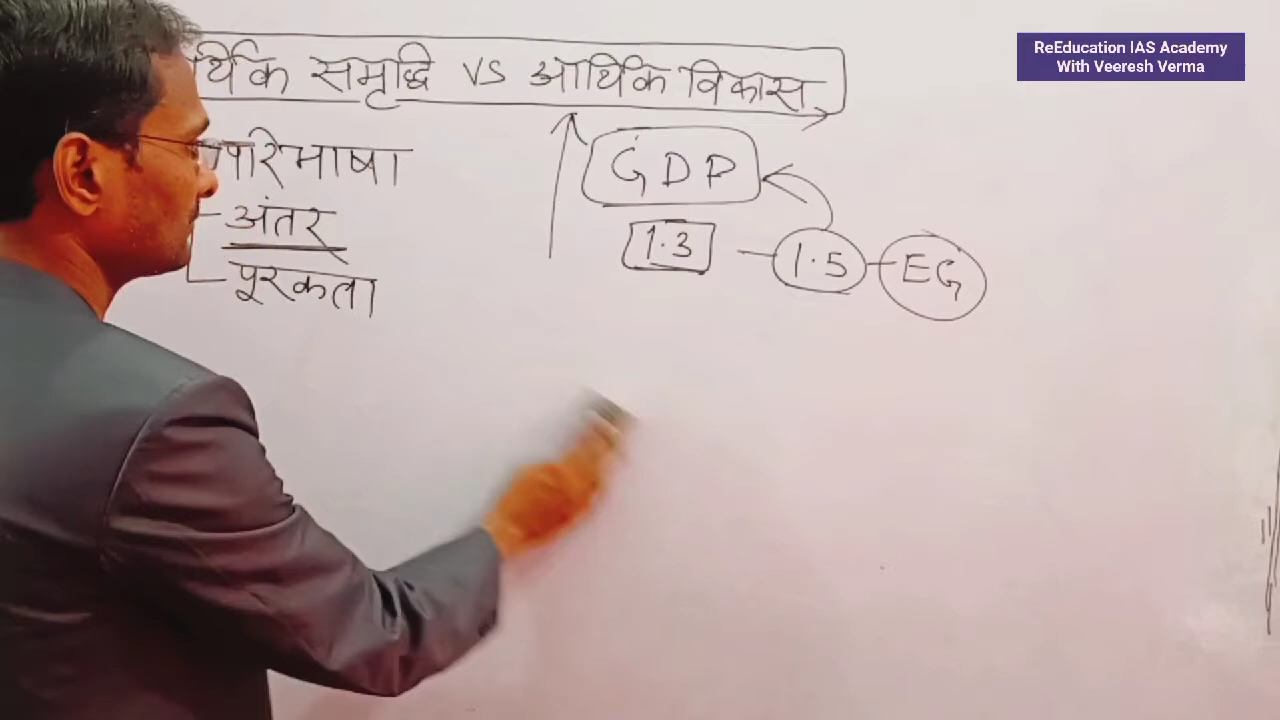 र्थिक समृद्धि vs आर्थिक विकास
परिभाषा
अंतर
पूरकता
GDP
1.3 — 1.5 — EG
ReEducation IAS Academy
With Veeresh Verma